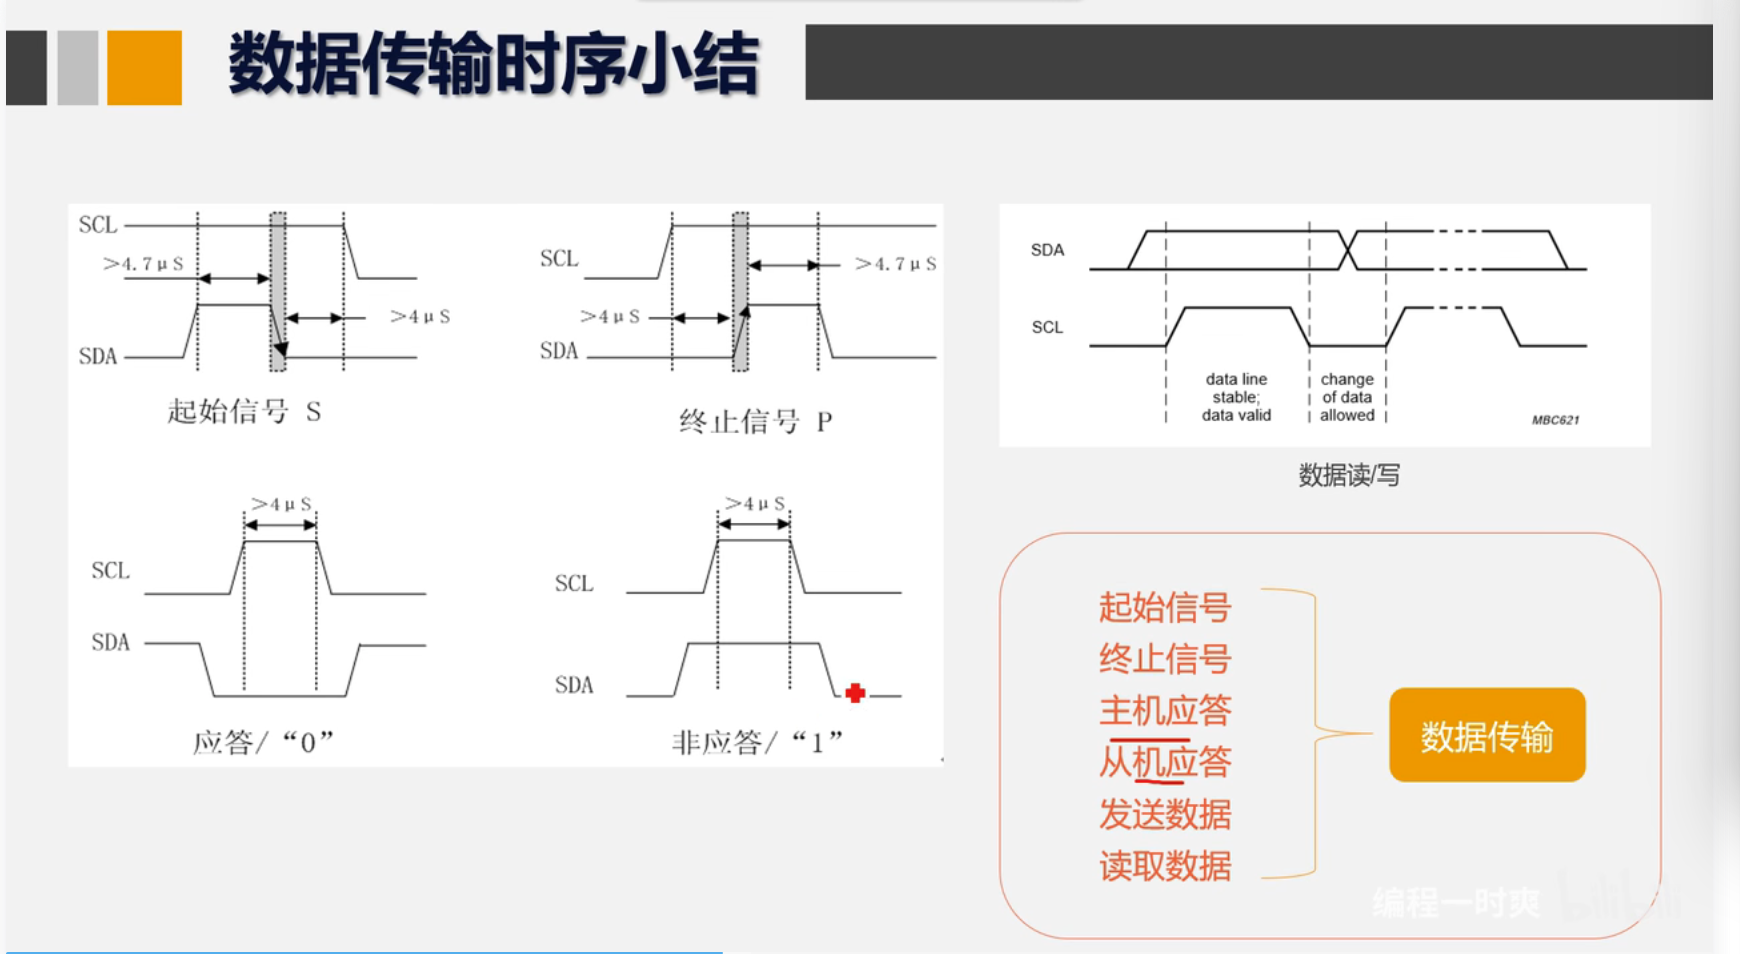 数据传输时序小结
SCL
>4.7μS
>4μS
SDA
起始信号 S
SCL
>4.7μS
>4μS
SDA
终止信号 P
>4μS
SCL
SDA
应答/“0”
>4μS
SCL
SDA
非应答/“1”
SDA
SCL
data line
stable;
data valid
change
of data
allowed
MBC621
数据读/写
起始信号
终止信号
主机应答
从机应答
发送数据
读取数据
数据传输
编程一时爽 bilibili